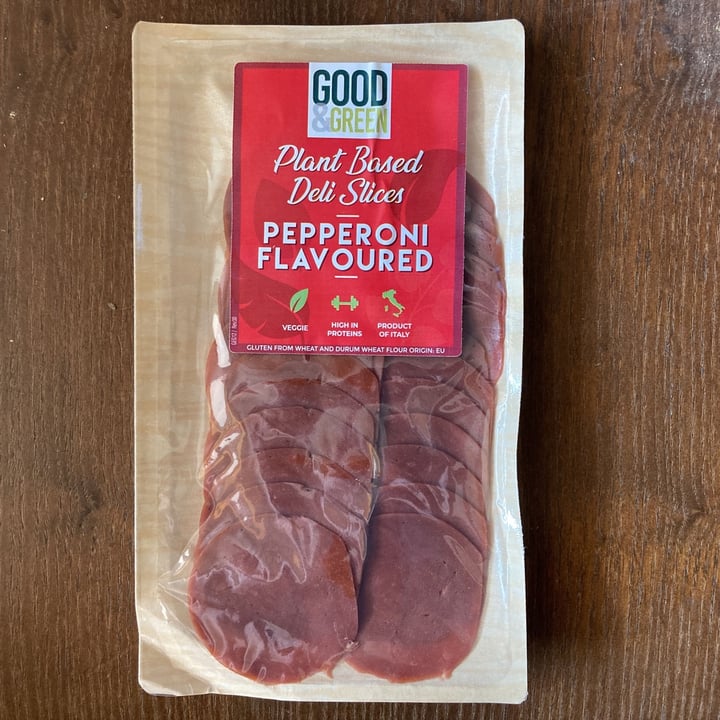 GOOD
&GREEN
Plant Based
Deli Slices
PEPPERONI
FLAVOURED
VEGGIE
HIGH IN
PROTEINS
PRODUCT
OF ITALY
GLUTEN FROM WHEAT AND DURUM WHEAT FLOUR ORIGIN: EU